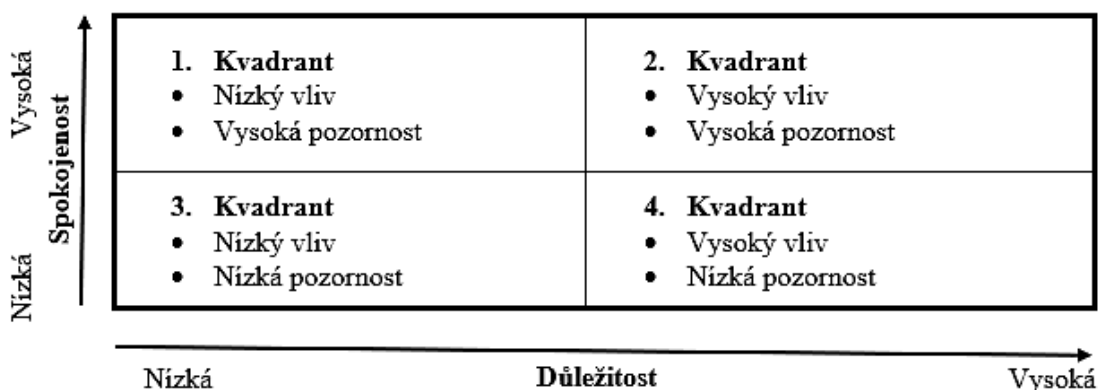 Vysoká
Spokojenost
Nízká
1. Kvadrant
• Nízký vliv
• Vysoká pozornost
2. Kvadrant
• Vysoký vliv
• Vysoká pozornost
3. Kvadrant
• Nízký vliv
• Nízká pozornost
4. Kvadrant
• Vysoký vliv
• Nízká pozornost
Nízká
Důležitost
Vysoká